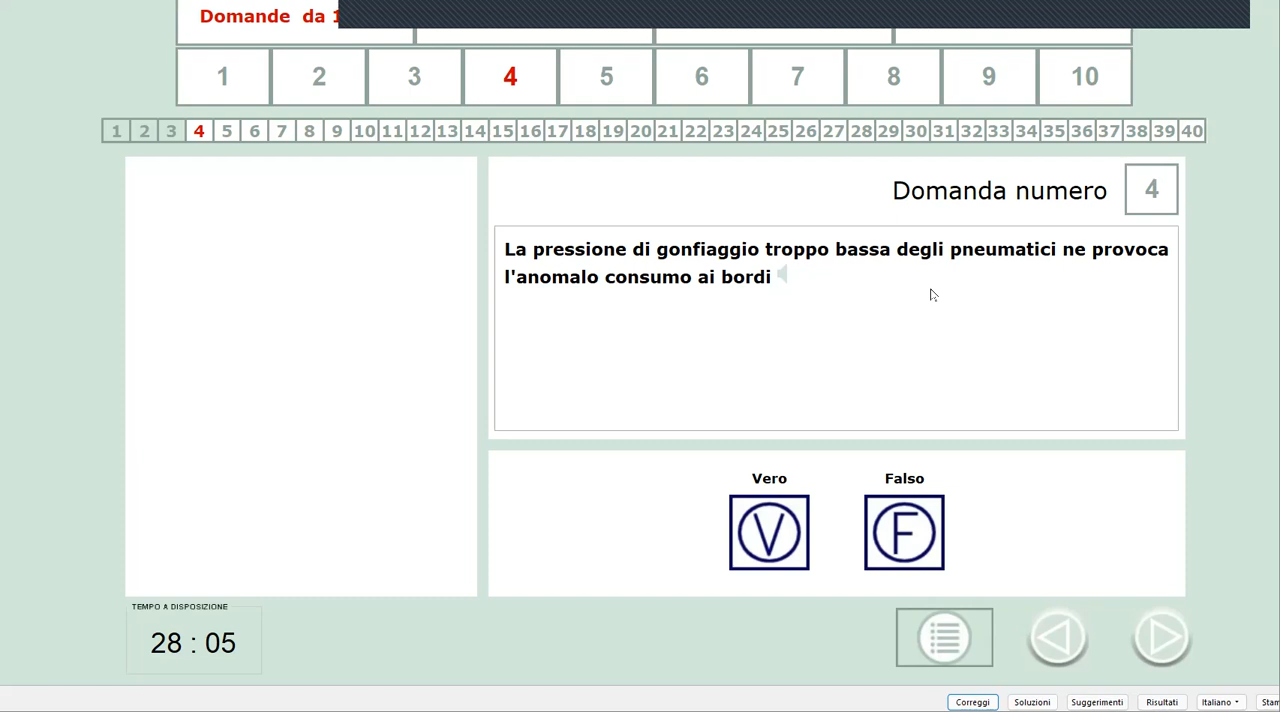 Domande da 1
1 2 3 4 5 6 7 8 9 10
1 2 3 4 5 6 7 8 9 10 11 12 13 14 15 16 17 18 19 20 21 22 23 24 25 26 27 28 29 30 31 32 33 34 35 36 37 38 39 40
Domanda numero 4
La pressione di gonfiaggio troppo bassa degli pneumatici ne provoca
l'anomalo consumo ai bordi
Vero Falso
V F
TEMPO A DISPOSIZIONE
28 : 05
Correggi Soluzioni Suggerimenti Risultati Italiano Stam